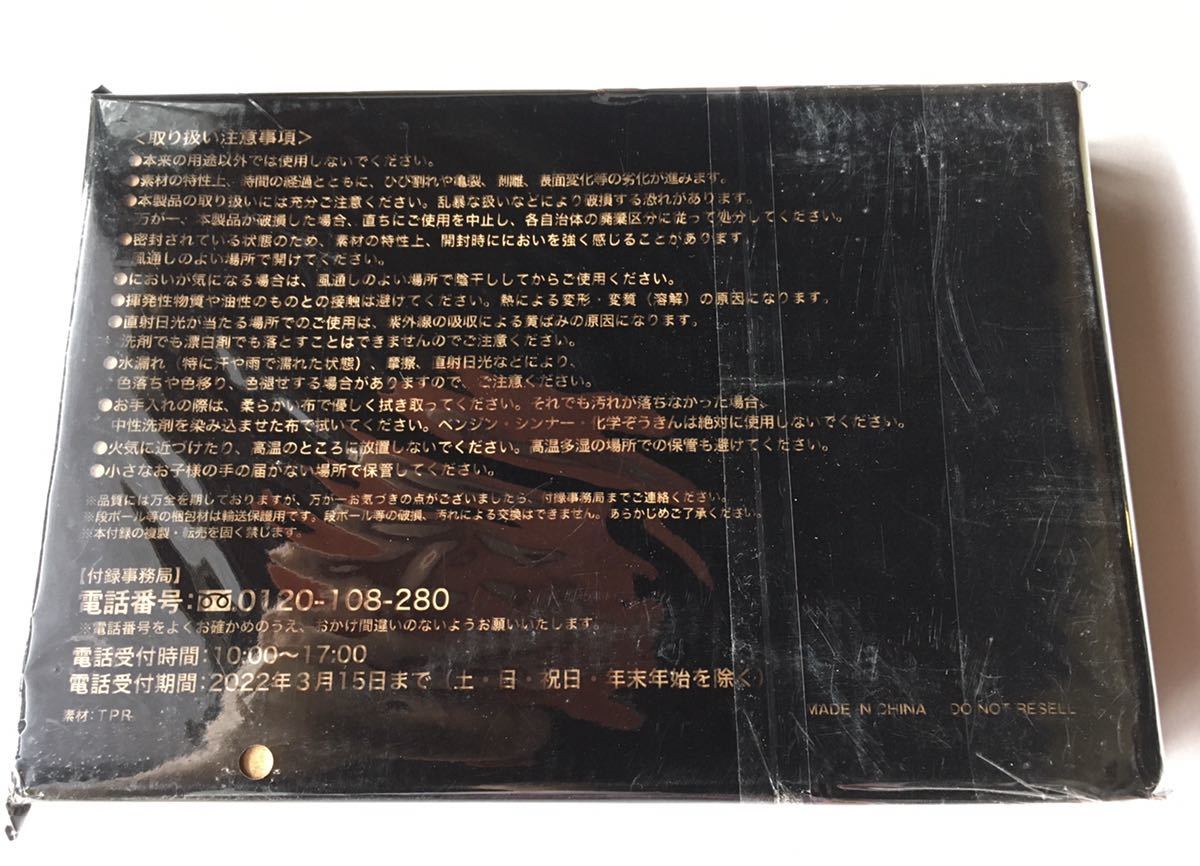 ＜取り扱い注意事項＞
●本来の用途以外では使用しないでください。
●素材の特性上、時間の経過とともに、ひび割れや亀裂、剥離、表面変化等の劣化が進みます。
●本製品の取り扱いには充分ご注意ください。乱暴な扱いなどにより破損する恐れがあります。
万が一、本製品が破損した場合、直ちにご使用を中止し、各自治体の廃棄区分に従って処分してください。
●密封されている状態のため、素材の特性上、開封時ににおいを強く感じることがあります。
風通しのよい場所で開けてください。
●においが気になる場合は、風通しのよい場所で陰干ししてからご使用ください。
●揮発性物質や油性のものとの接触は避けてください。熱による変形・変質（溶解）の原因になります。
●直射日光が当たる場所でのご使用は、紫外線の吸収による黄ばみの原因になります。
洗剤でも漂白剤でも落とすことはできませんのでご注意ください。
●水漏れ（特に汗や雨で濡れた状態）、摩擦、直射日光などにより、
色落ちや色移り、色褪せする場合がありますので、ご注意ください。
●お手入れの際は、柔らかい布で優しく拭き取ってください。それでも汚れが落ちなかった場合、
中性洗剤を染み込ませた布で拭いてください。ベンジン・シンナー・化学ぞうきんは絶対に使用しないでください。
●火気に近づけたり、高温のところに放置しないでください。高温多湿の場所での保管も避けてください。
●小さなお子様の手の届かない場所で保管してください。
※品質には万全を期しておりますが、万が一お気づきの点がございましたら、付録事務局までご連絡ください。
※段ボール等の梱包材は輸送保護用です。段ボール等の破損、汚れによる交換はできません。あらかじめご了承ください。
※本付録の複製・転売を固く禁じます。
【付録事務局】
電話番号:0120-108-280
※電話番号をよくお確かめのうえ、おかけ間違いのないようお願いいたします。
電話受付時間:10:00～17:00
電話受付期間:2022年3月15日まで（土・日・祝日・年末年始を除く）
素材:TPR
MADE IN CHINA DO NOT RESELL